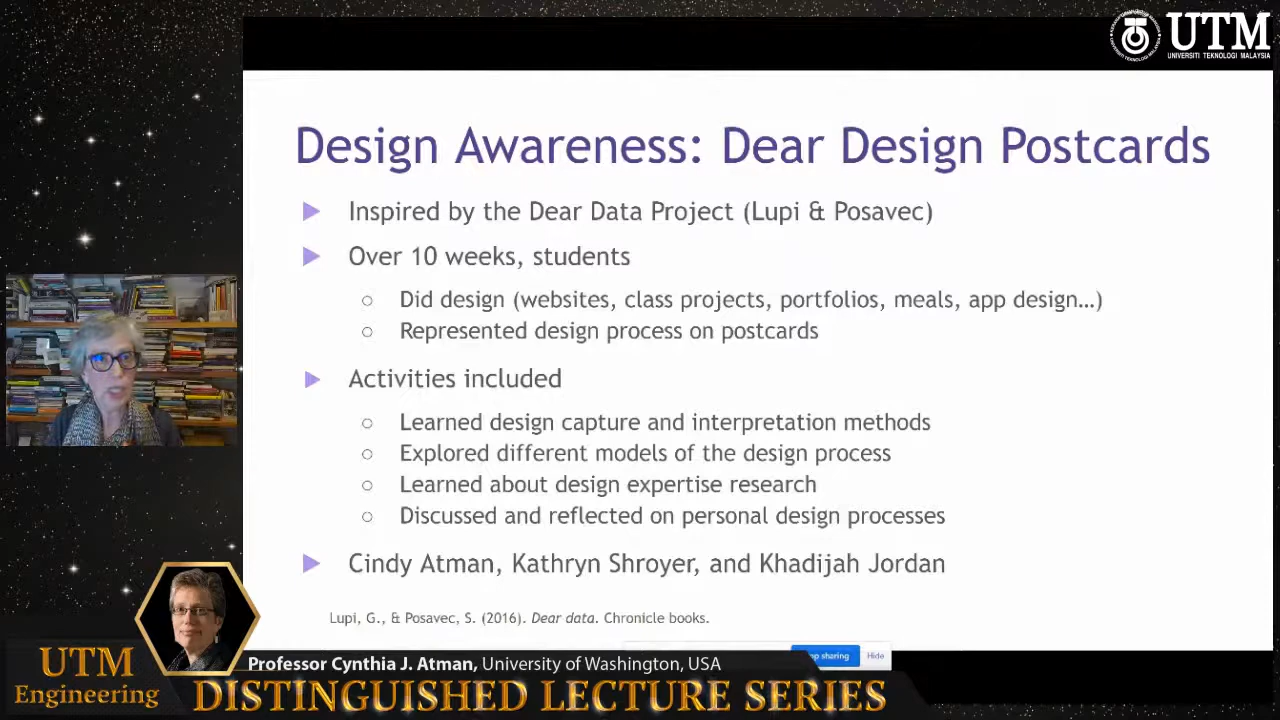 UTM
UNIVERSITI TEKNOLOGI MALAYSIA
Design Awareness: Dear Design Postcards
Inspired by the Dear Data Project (Lupi & Posavec)
Over 10 weeks, students
Did design (websites, class projects, portfolios, meals, app design…)
Represented design process on postcards
Activities included
Learned design capture and interpretation methods
Explored different models of the design process
Learned about design expertise research
Discussed and reflected on personal design processes
Cindy Atman, Kathryn Shroyer, and Khadijah Jordan
Lupi, G., & Posavec, S. (2016). Dear data. Chronicle books.
sharing Hide
Professor Cynthia J. Atman, University of Washington, USA
UTM
Engineering
DISTINGUISHED LECTURE SERIES